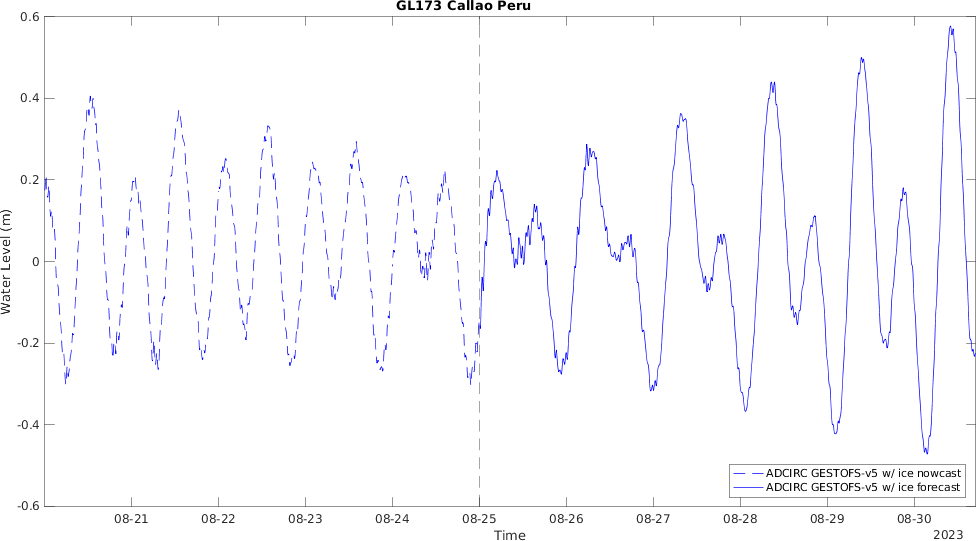 GL173 Callao Peru
0.6
0.4
0.2
0
-0.2
-0.4
-0.6
Water Level (m)
ADCIRC GESTOFS-v5 w/ ice nowcast
ADCIRC GESTOFS-v5 w/ ice forecast
08-21 08-22 08-23 08-24 08-25 08-26 08-27 08-28 08-29 08-30
Time
2023